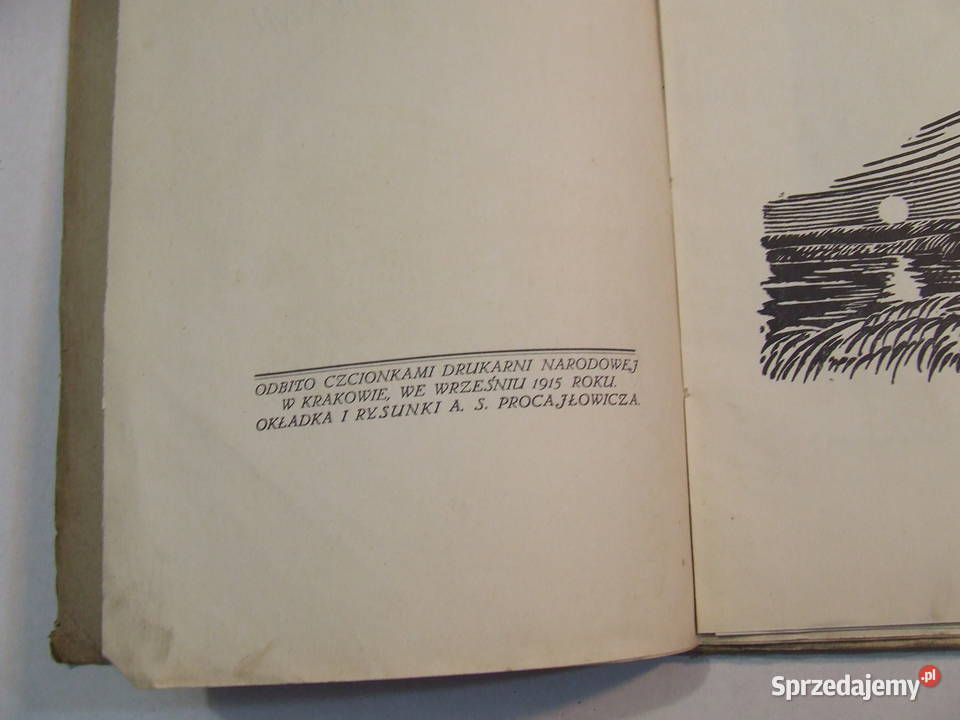 ODBITO CZCIONKAMI DRUKARNI NARODOWEJ
W KRAKOWIE, WE WRZEŚNIU 1915 ROKU.
OKŁADKA I RYSUNKI A. S. PROCAJŁOWICZA.
Sprzedajemy.pl